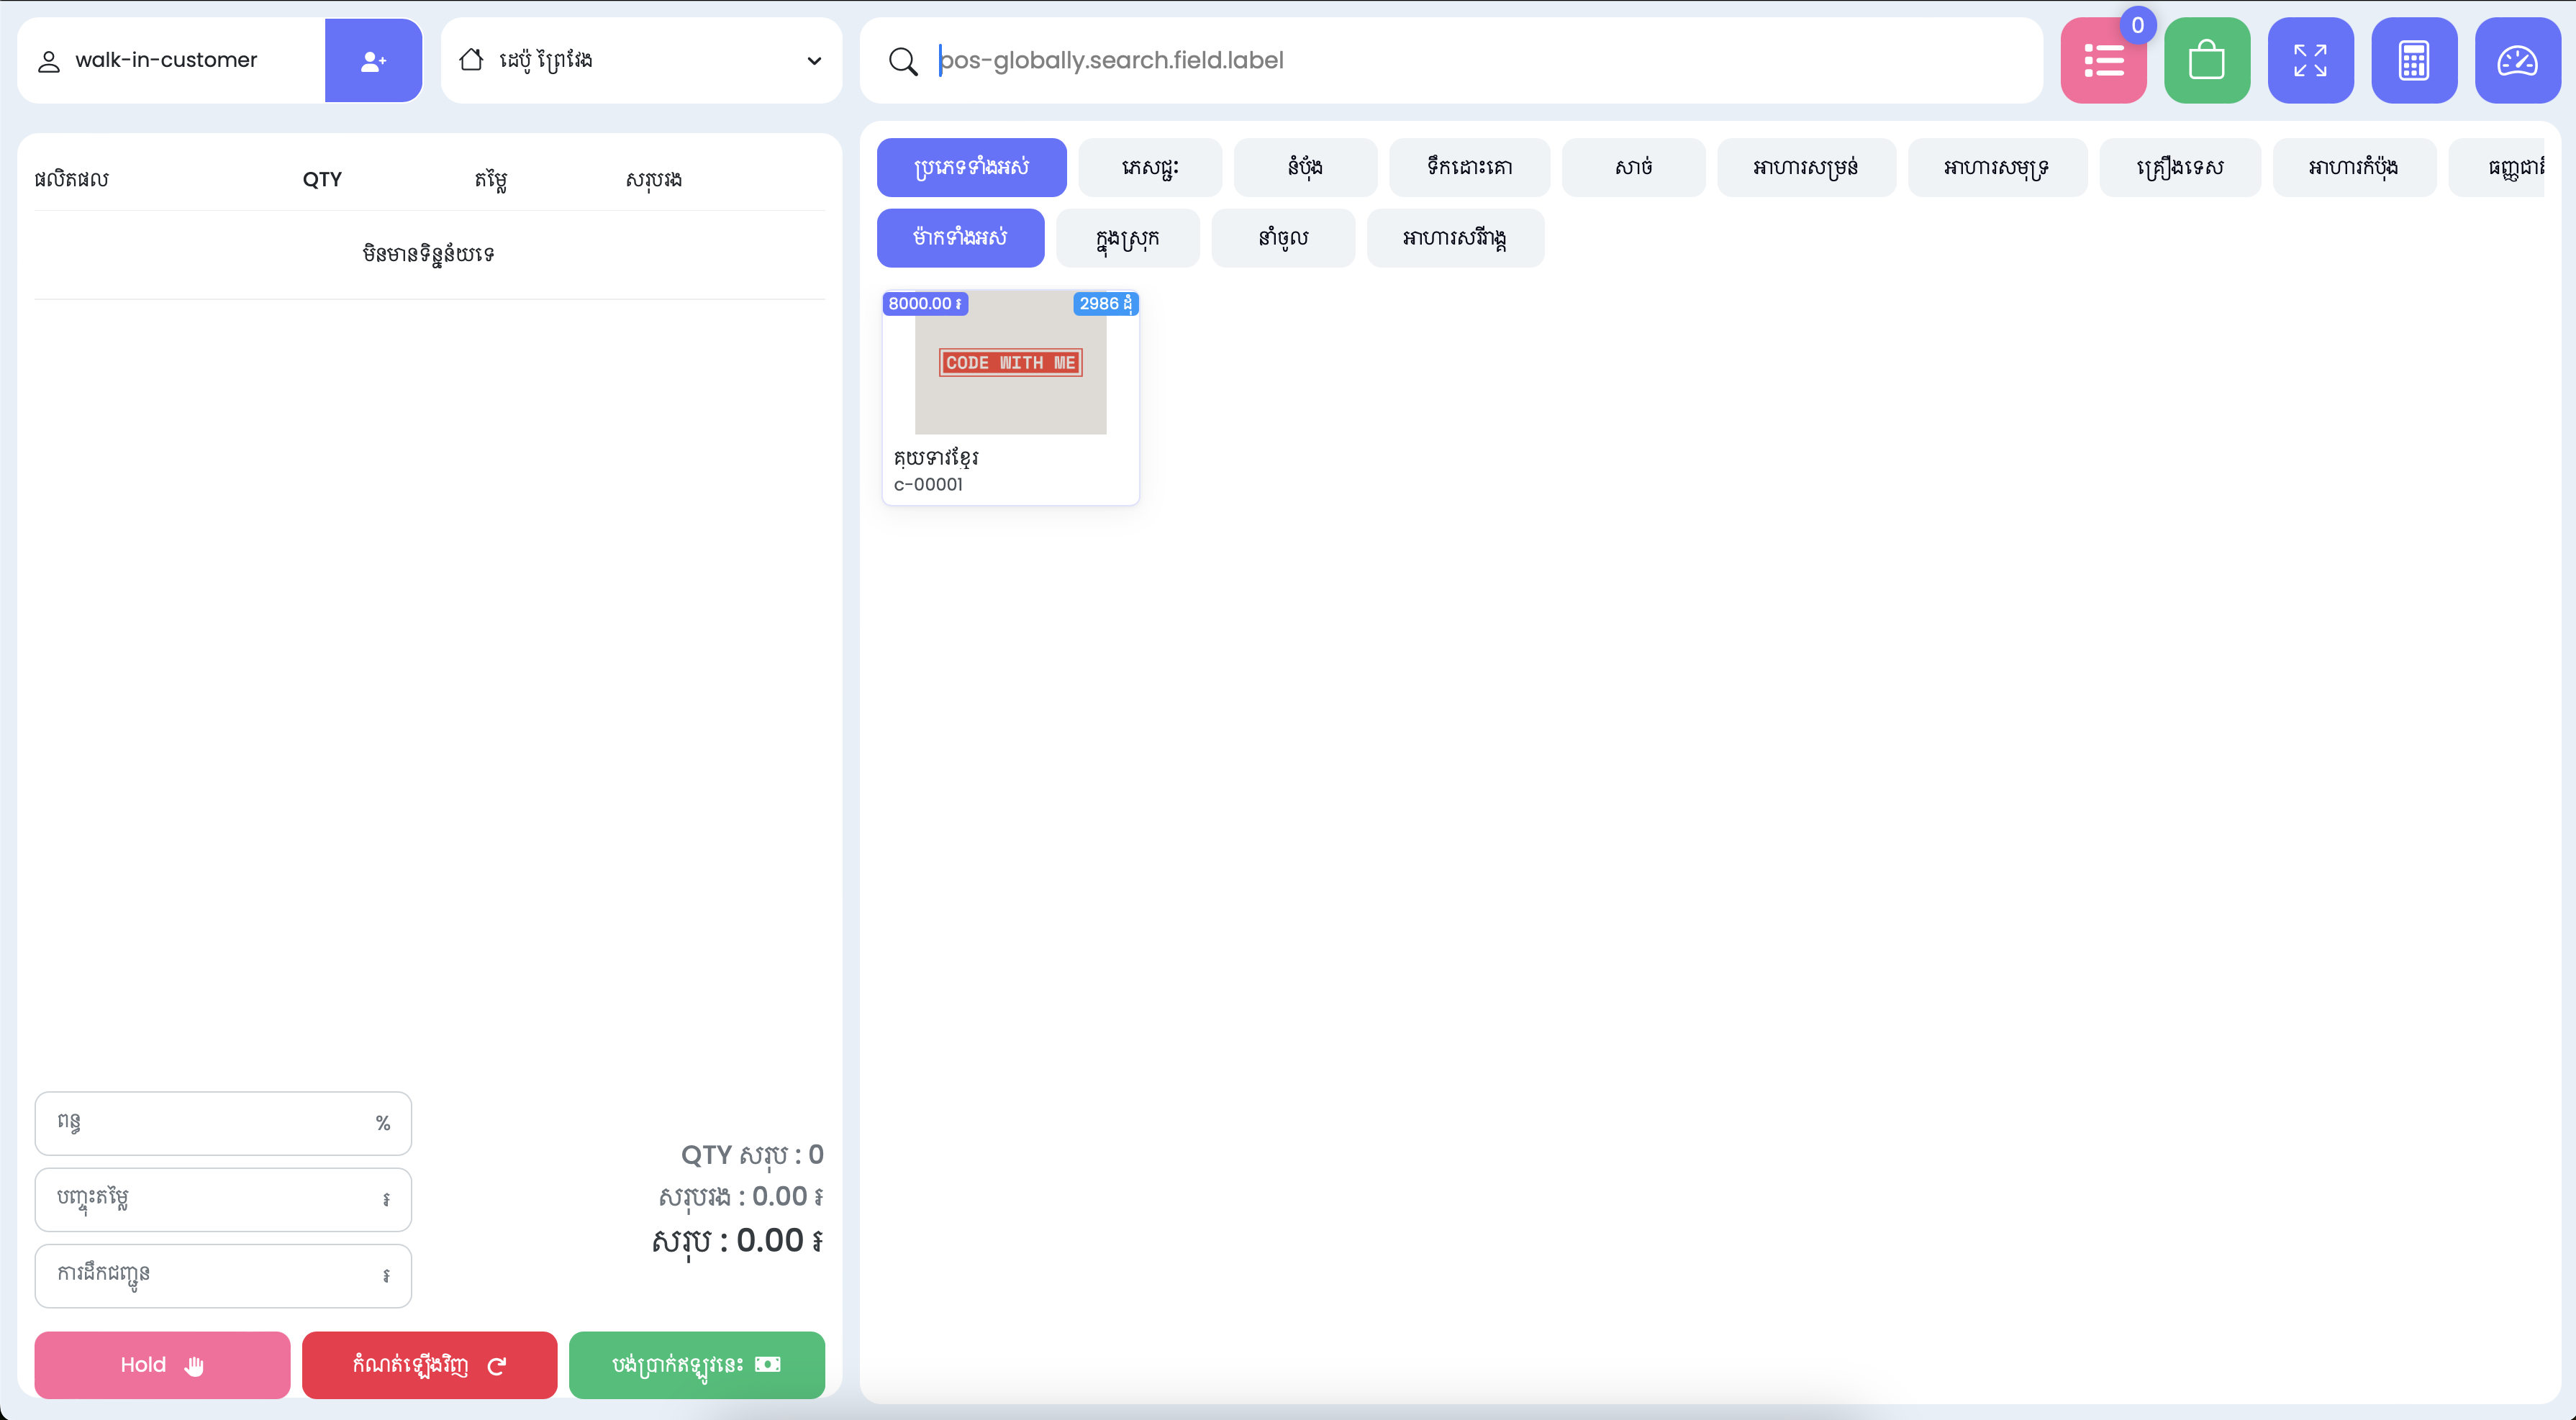 walk-in-customer
ដេប៉ូ ព្រៃវែង
pos-globally.search.field.label
0
ផលិតផល QTY តម្លៃ សរុបរង
មិនមានទិន្នន័យទេ
ប្រភេទទាំងអស់ ភេសជ្ជៈ នំបុ័ង ទឹកដោះគោ សាច់ អាហារសម្រន់ អាហារសមុទ្រ គ្រឿងទេស អាហារកំប៉ុង
ម៉ាកទាំងអស់ ក្នុងស្រុក នាំចូល អាហារសរីរាង្គ
8000.00 ៛ 2986 ដុំ
CODE WITH ME
គុយទាវខ្មែរ
c-00001
ពន្ធ %
បញ្ចុះតម្លៃ ៛
ការដឹកជញ្ជូន ៛
QTY សរុប : 0
សរុបរង : 0.00 ៛
សរុប : 0.00 ៛
Hold កំណត់ឡើងវិញ បង់ប្រាក់ឥឡូវនេះ